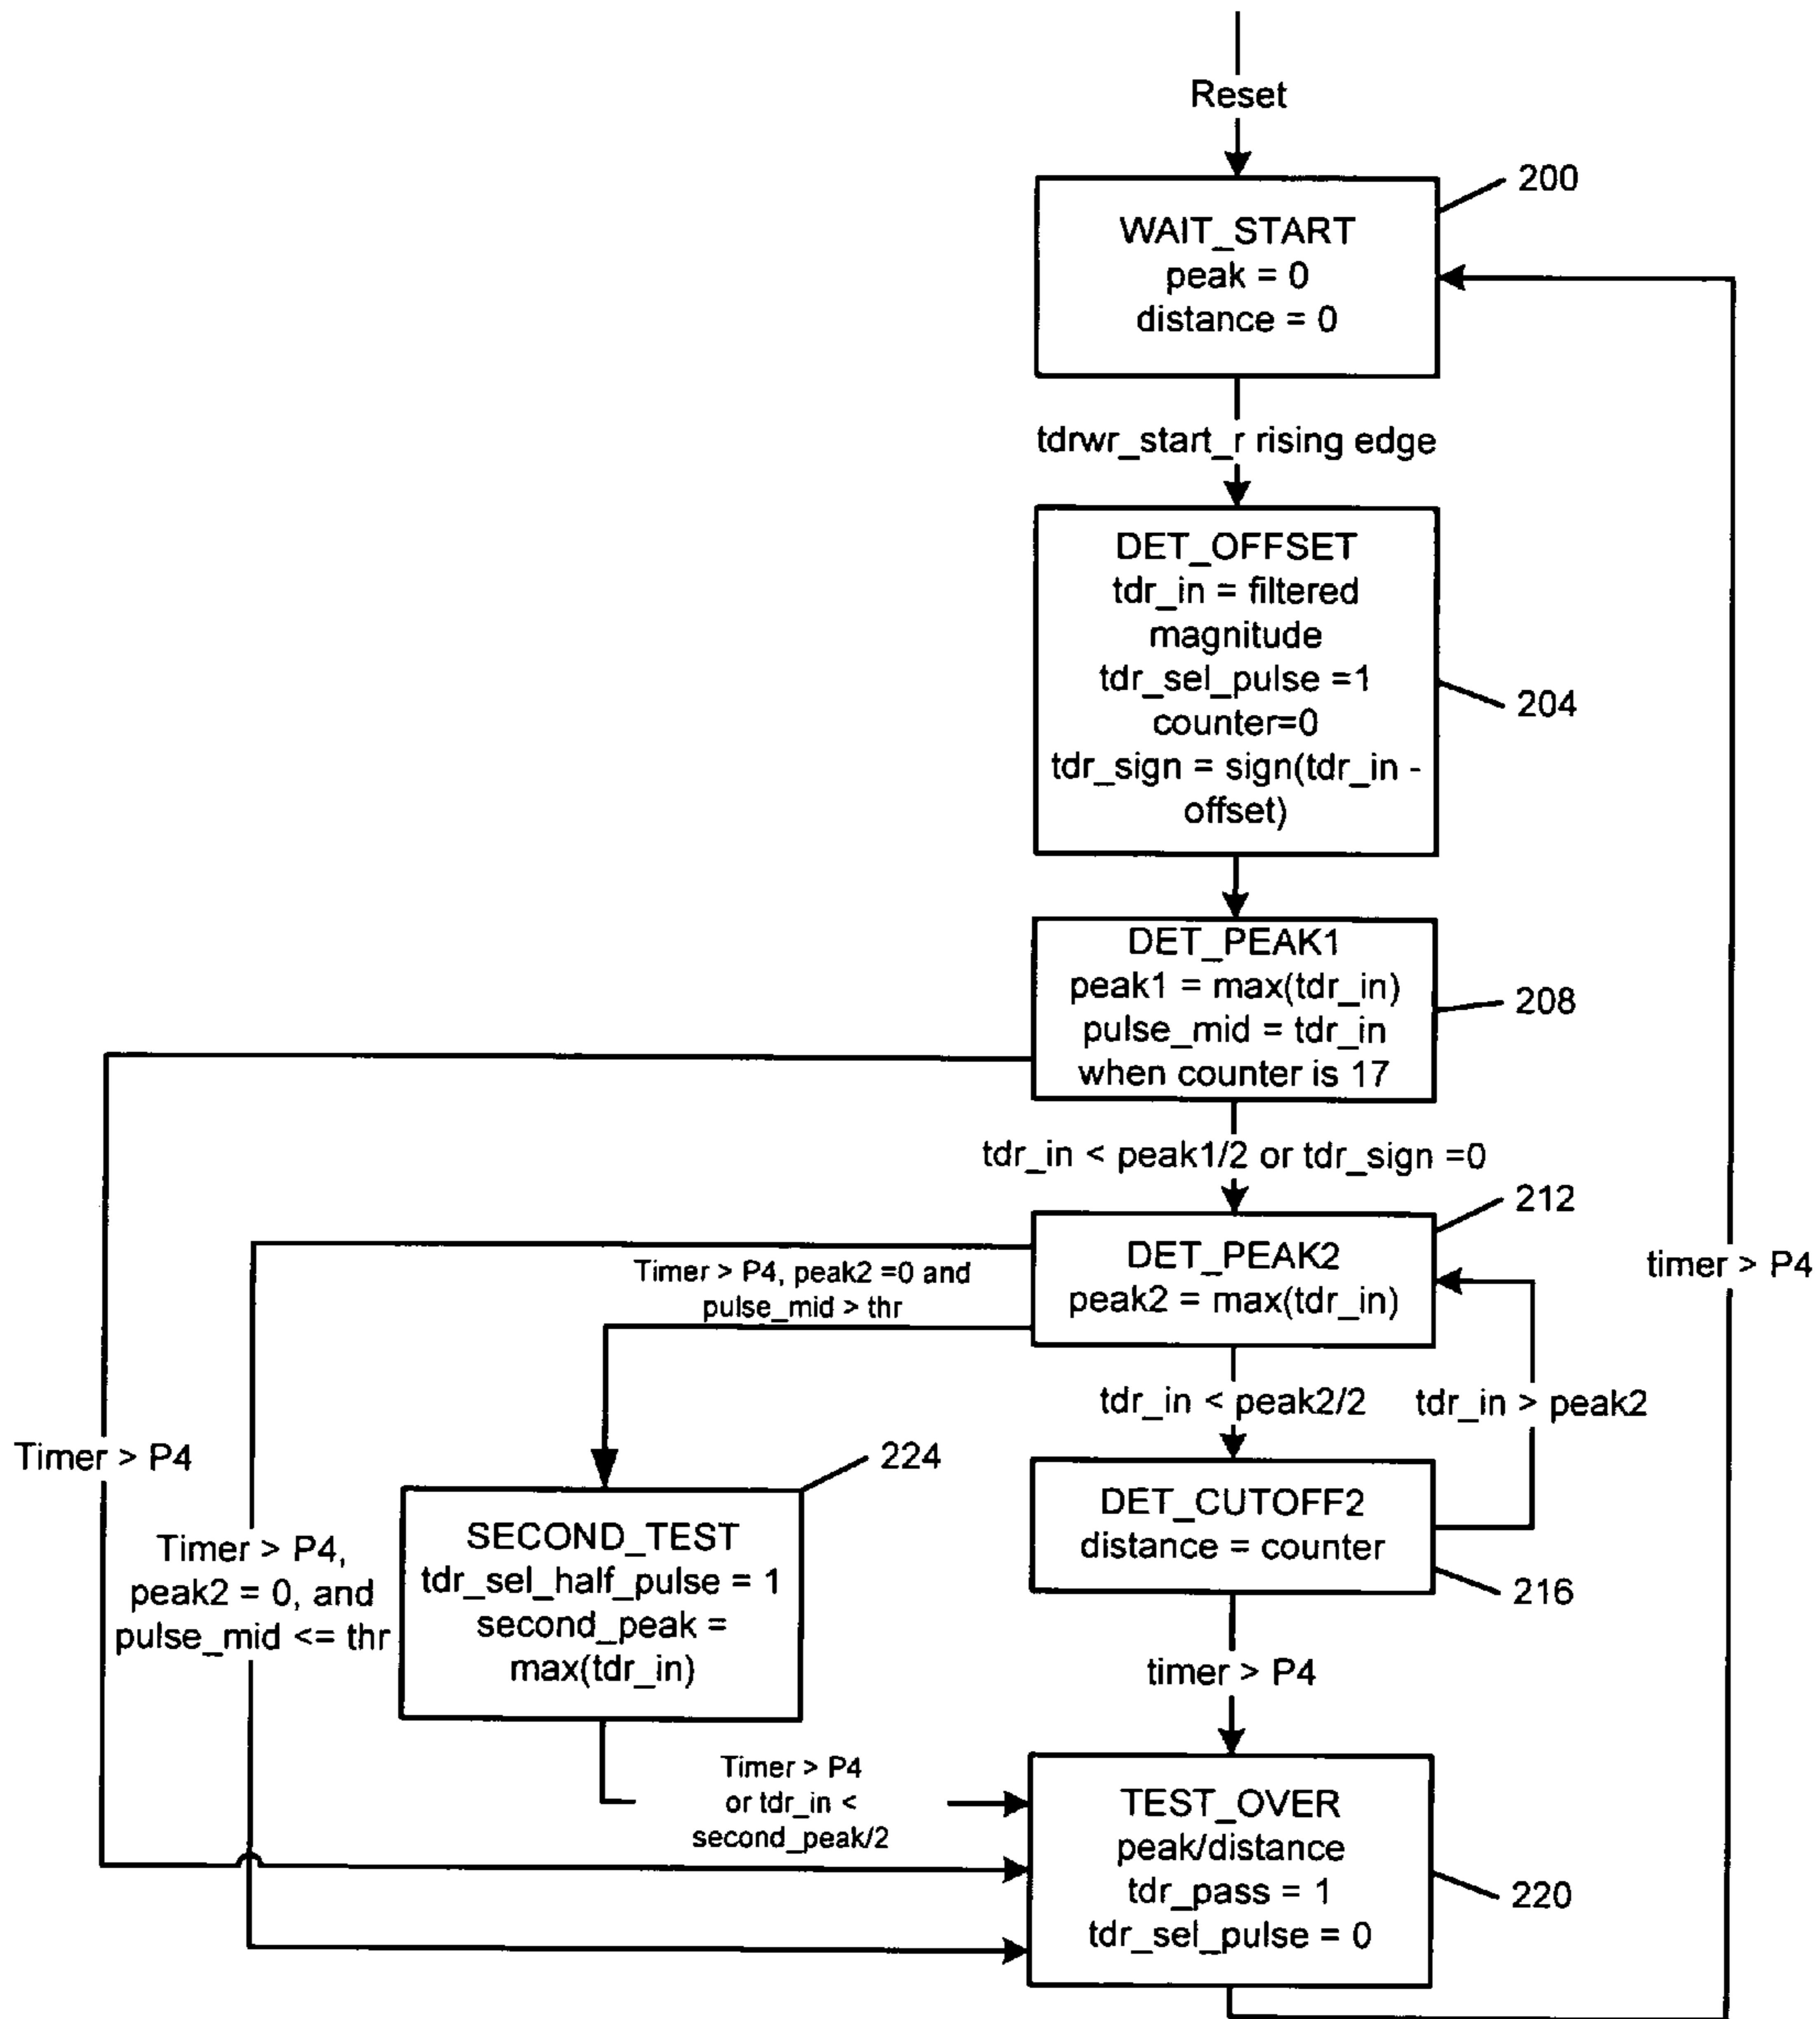 Reset
200
WAIT_START
peak = 0
distance = 0
tdrwr_start_r rising edge
DET_OFFSET
tdr_in = filtered
magnitude
tdr_sel_pulse =1
counter=0
tdr_sign = sign(tdr_in -
offset)
204
DET_PEAK1
peak1 = max(tdr_in)
pulse_mid = tdr_in
when counter is 17
208
tdr_in < peak1/2 or tdr_sign =0
212
DET_PEAK2
peak2 = max(tdr_in)
Timer > P4, peak2 =0 and
pulse_mid > thr
timer > P4
tdr_in < peak2/2
tdr_in > peak2
Timer > P4
224
SECOND_TEST
tdr_sel_half_pulse = 1
second_peak =
max(tdr_in)
DET_CUTOFF2
distance = counter
216
Timer > P4,
peak2 = 0, and
pulse_mid <= thr
timer > P4
Timer > P4
or tdr_in <
second_peak/2
TEST_OVER
peak/distance
tdr_pass = 1
tdr_sel_pulse = 0
220